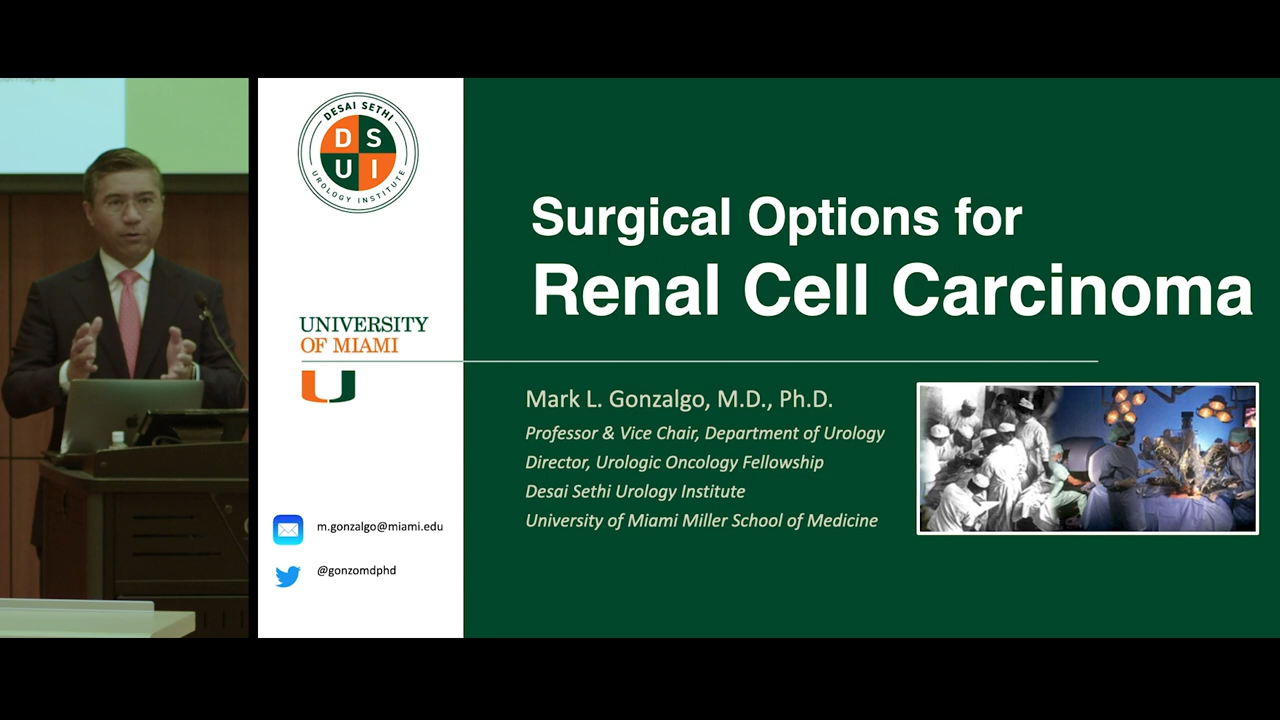 DESAI SETHI
D S
U I
UROLOGY INSTITUTE
UNIVERSITY
OF MIAMI
m.gonzalgo@miami.edu
@gonzomdphd
Surgical Options for
Renal Cell Carcinoma
Mark L. Gonzalgo, M.D., Ph.D.
Professor & Vice Chair, Department of Urology
Director, Urologic Oncology Fellowship
Desai Sethi Urology Institute
University of Miami Miller School of Medicine